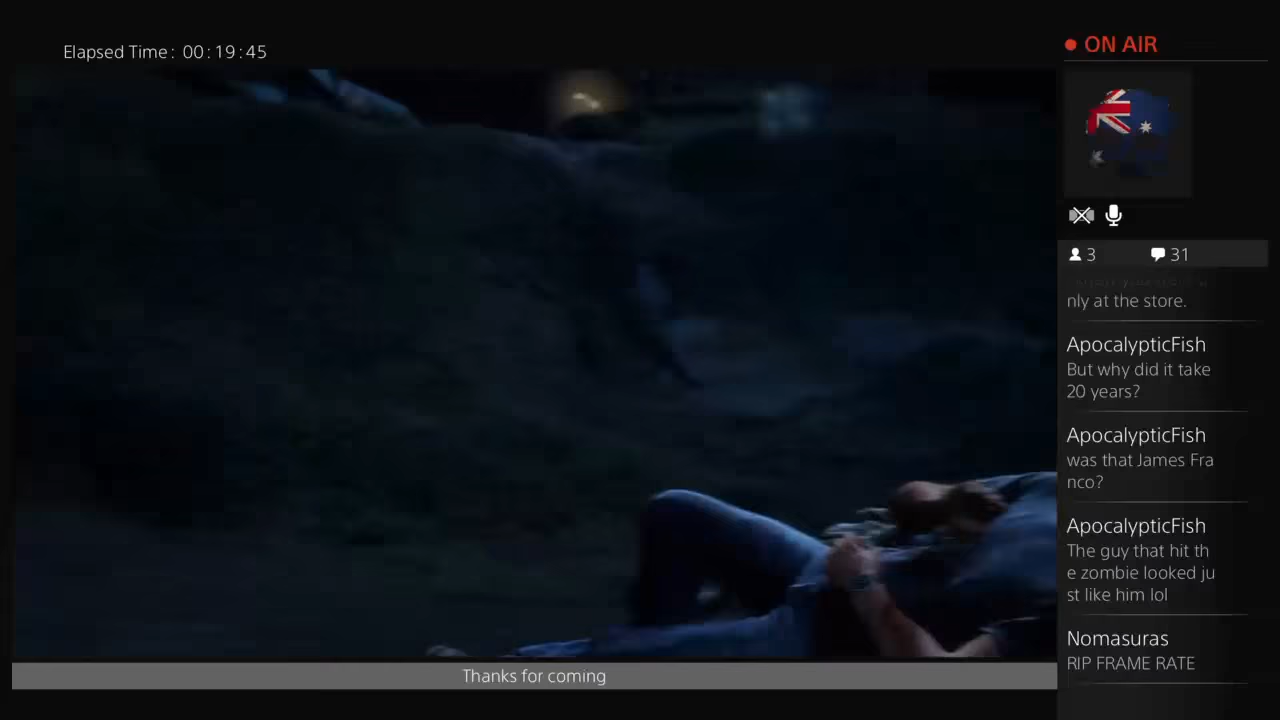 Elapsed Time: 00:19:45
ON AIR
3
31
nly at the store.
ApocalypticFish
But why did it take
20 years?
ApocalypticFish
was that James Fra
nco?
ApocalypticFish
The guy that hit th
e zombie looked ju
st like him lol
Nomasuras
RIP FRAME RATE
Thanks for coming